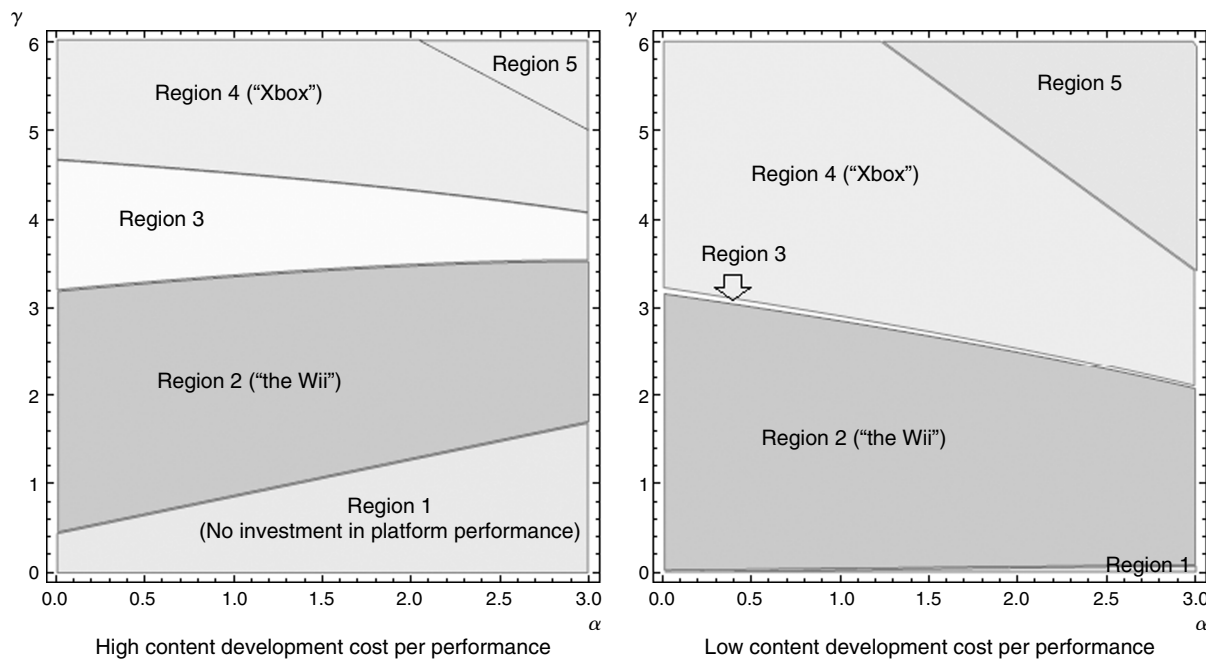 γ
6
5
4
3
2
1
0
0.0 0.5 1.0 1.5 2.0 2.5 3.0
α
Region 5
Region 4 (“Xbox”)
Region 3
Region 2 (“the Wii”)
Region 1
(No investment in platform performance)
High content development cost per performance
γ
6
5
4
3
2
1
0
0.0 0.5 1.0 1.5 2.0 2.5 3.0
α
Region 5
Region 4 (“Xbox”)
Region 3
Region 2 (“the Wii”)
Region 1
Low content development cost per performance